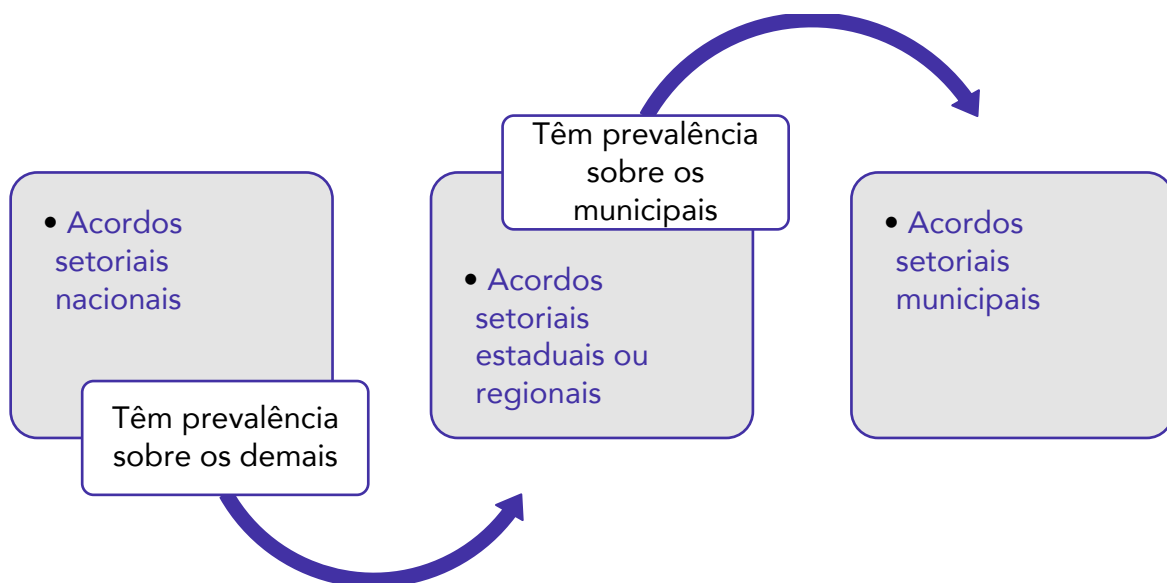 • Acordos
setoriais
nacionais
Têm prevalência
sobre os demais
Têm prevalência
sobre os
municipais
• Acordos
setoriais
estaduais ou
regionais
• Acordos
setoriais
municipais